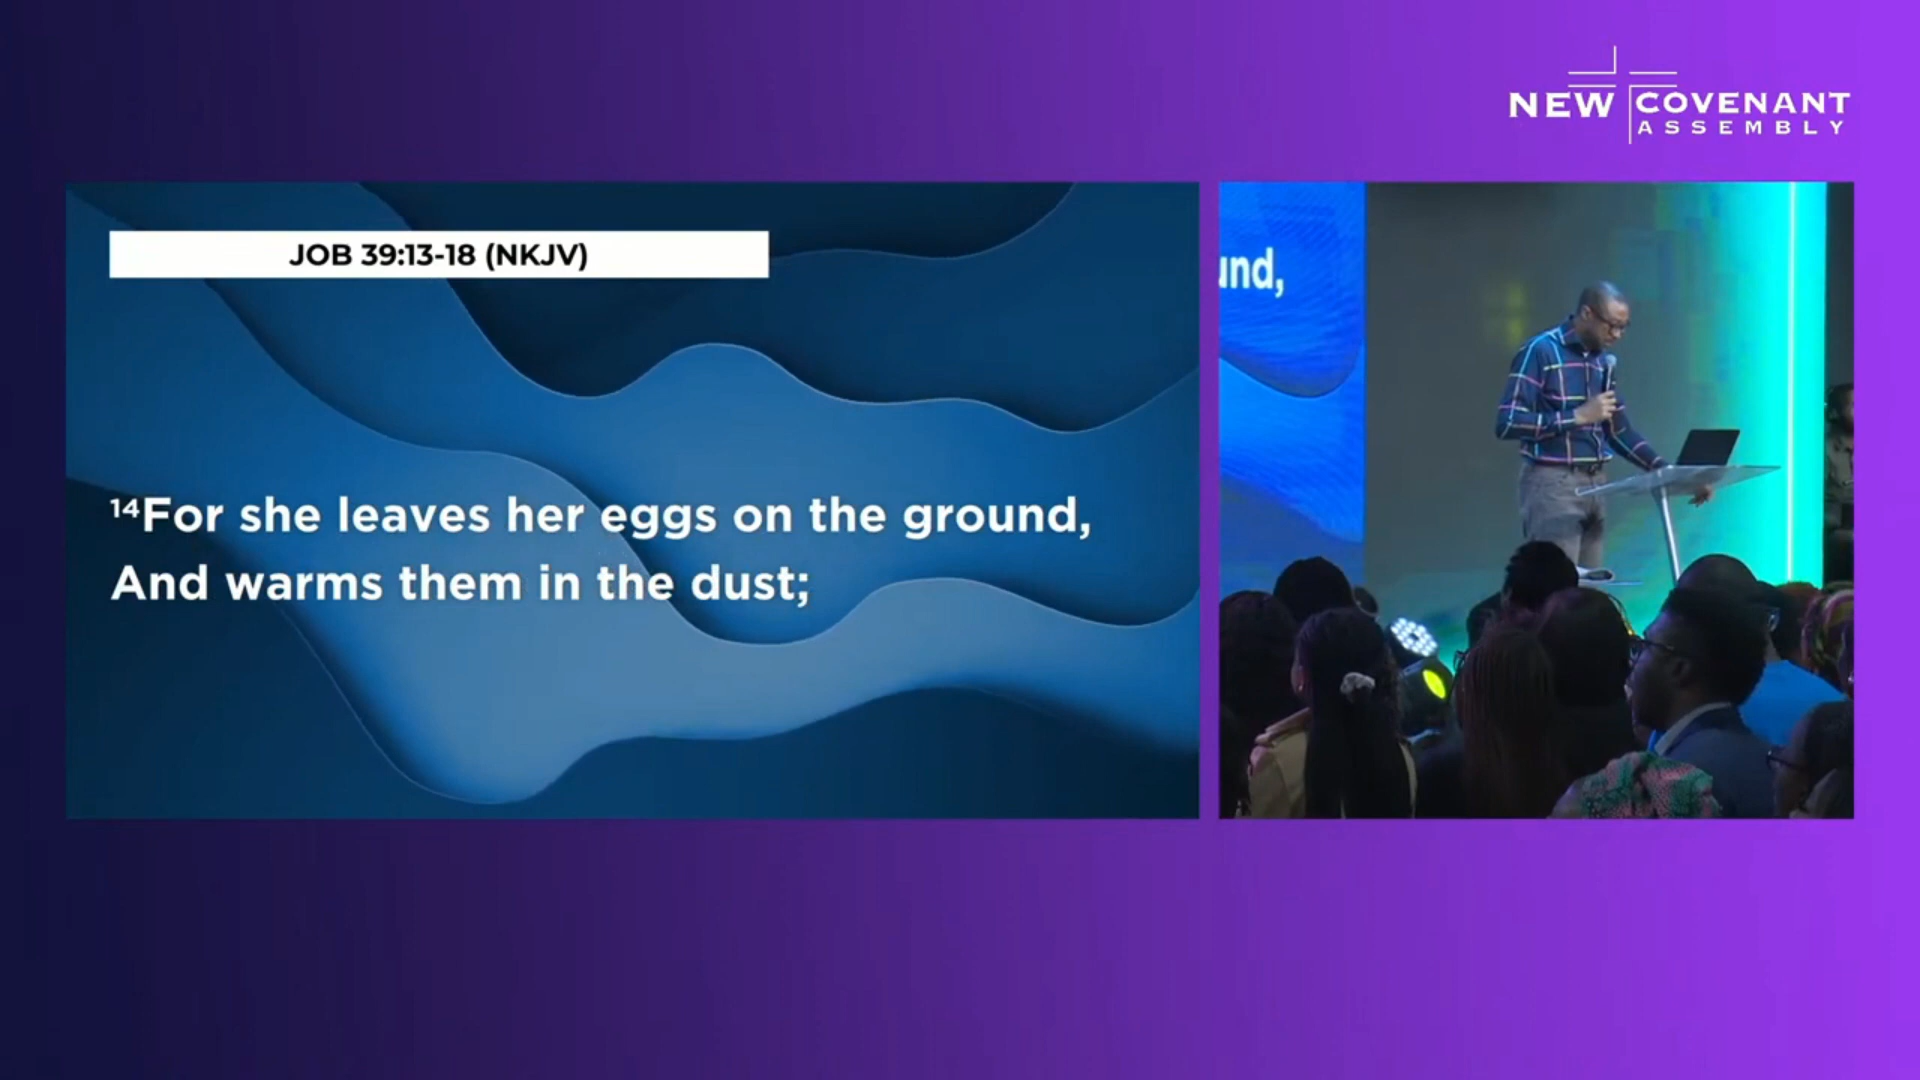 NEW COVENANT
ASSEMBLY
JOB 39:13-18 (NKJV)
¹⁴For she leaves her eggs on the ground,
And warms them in the dust;
und,